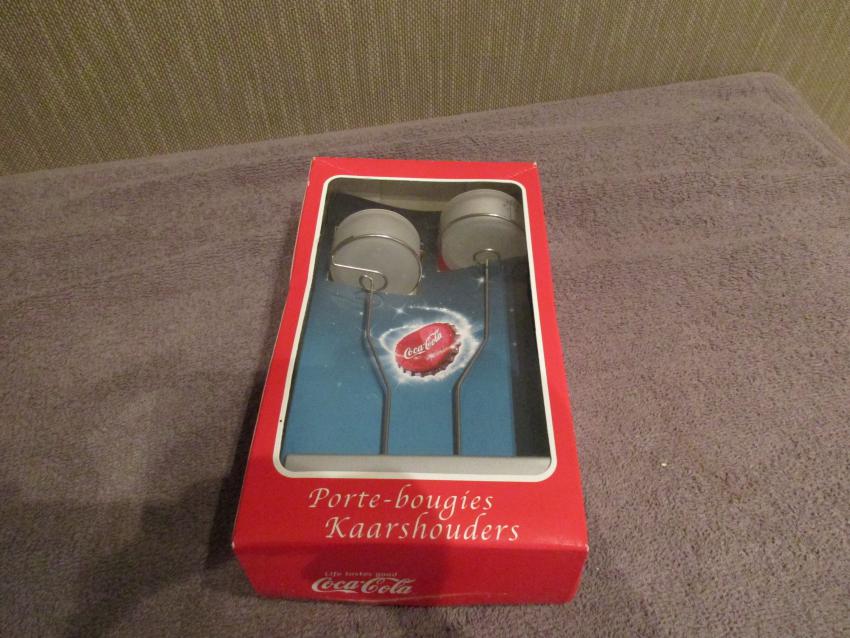 Coca-Cola
Porte-bougies
Kaarshouders
Life tastes good
Coca-Cola